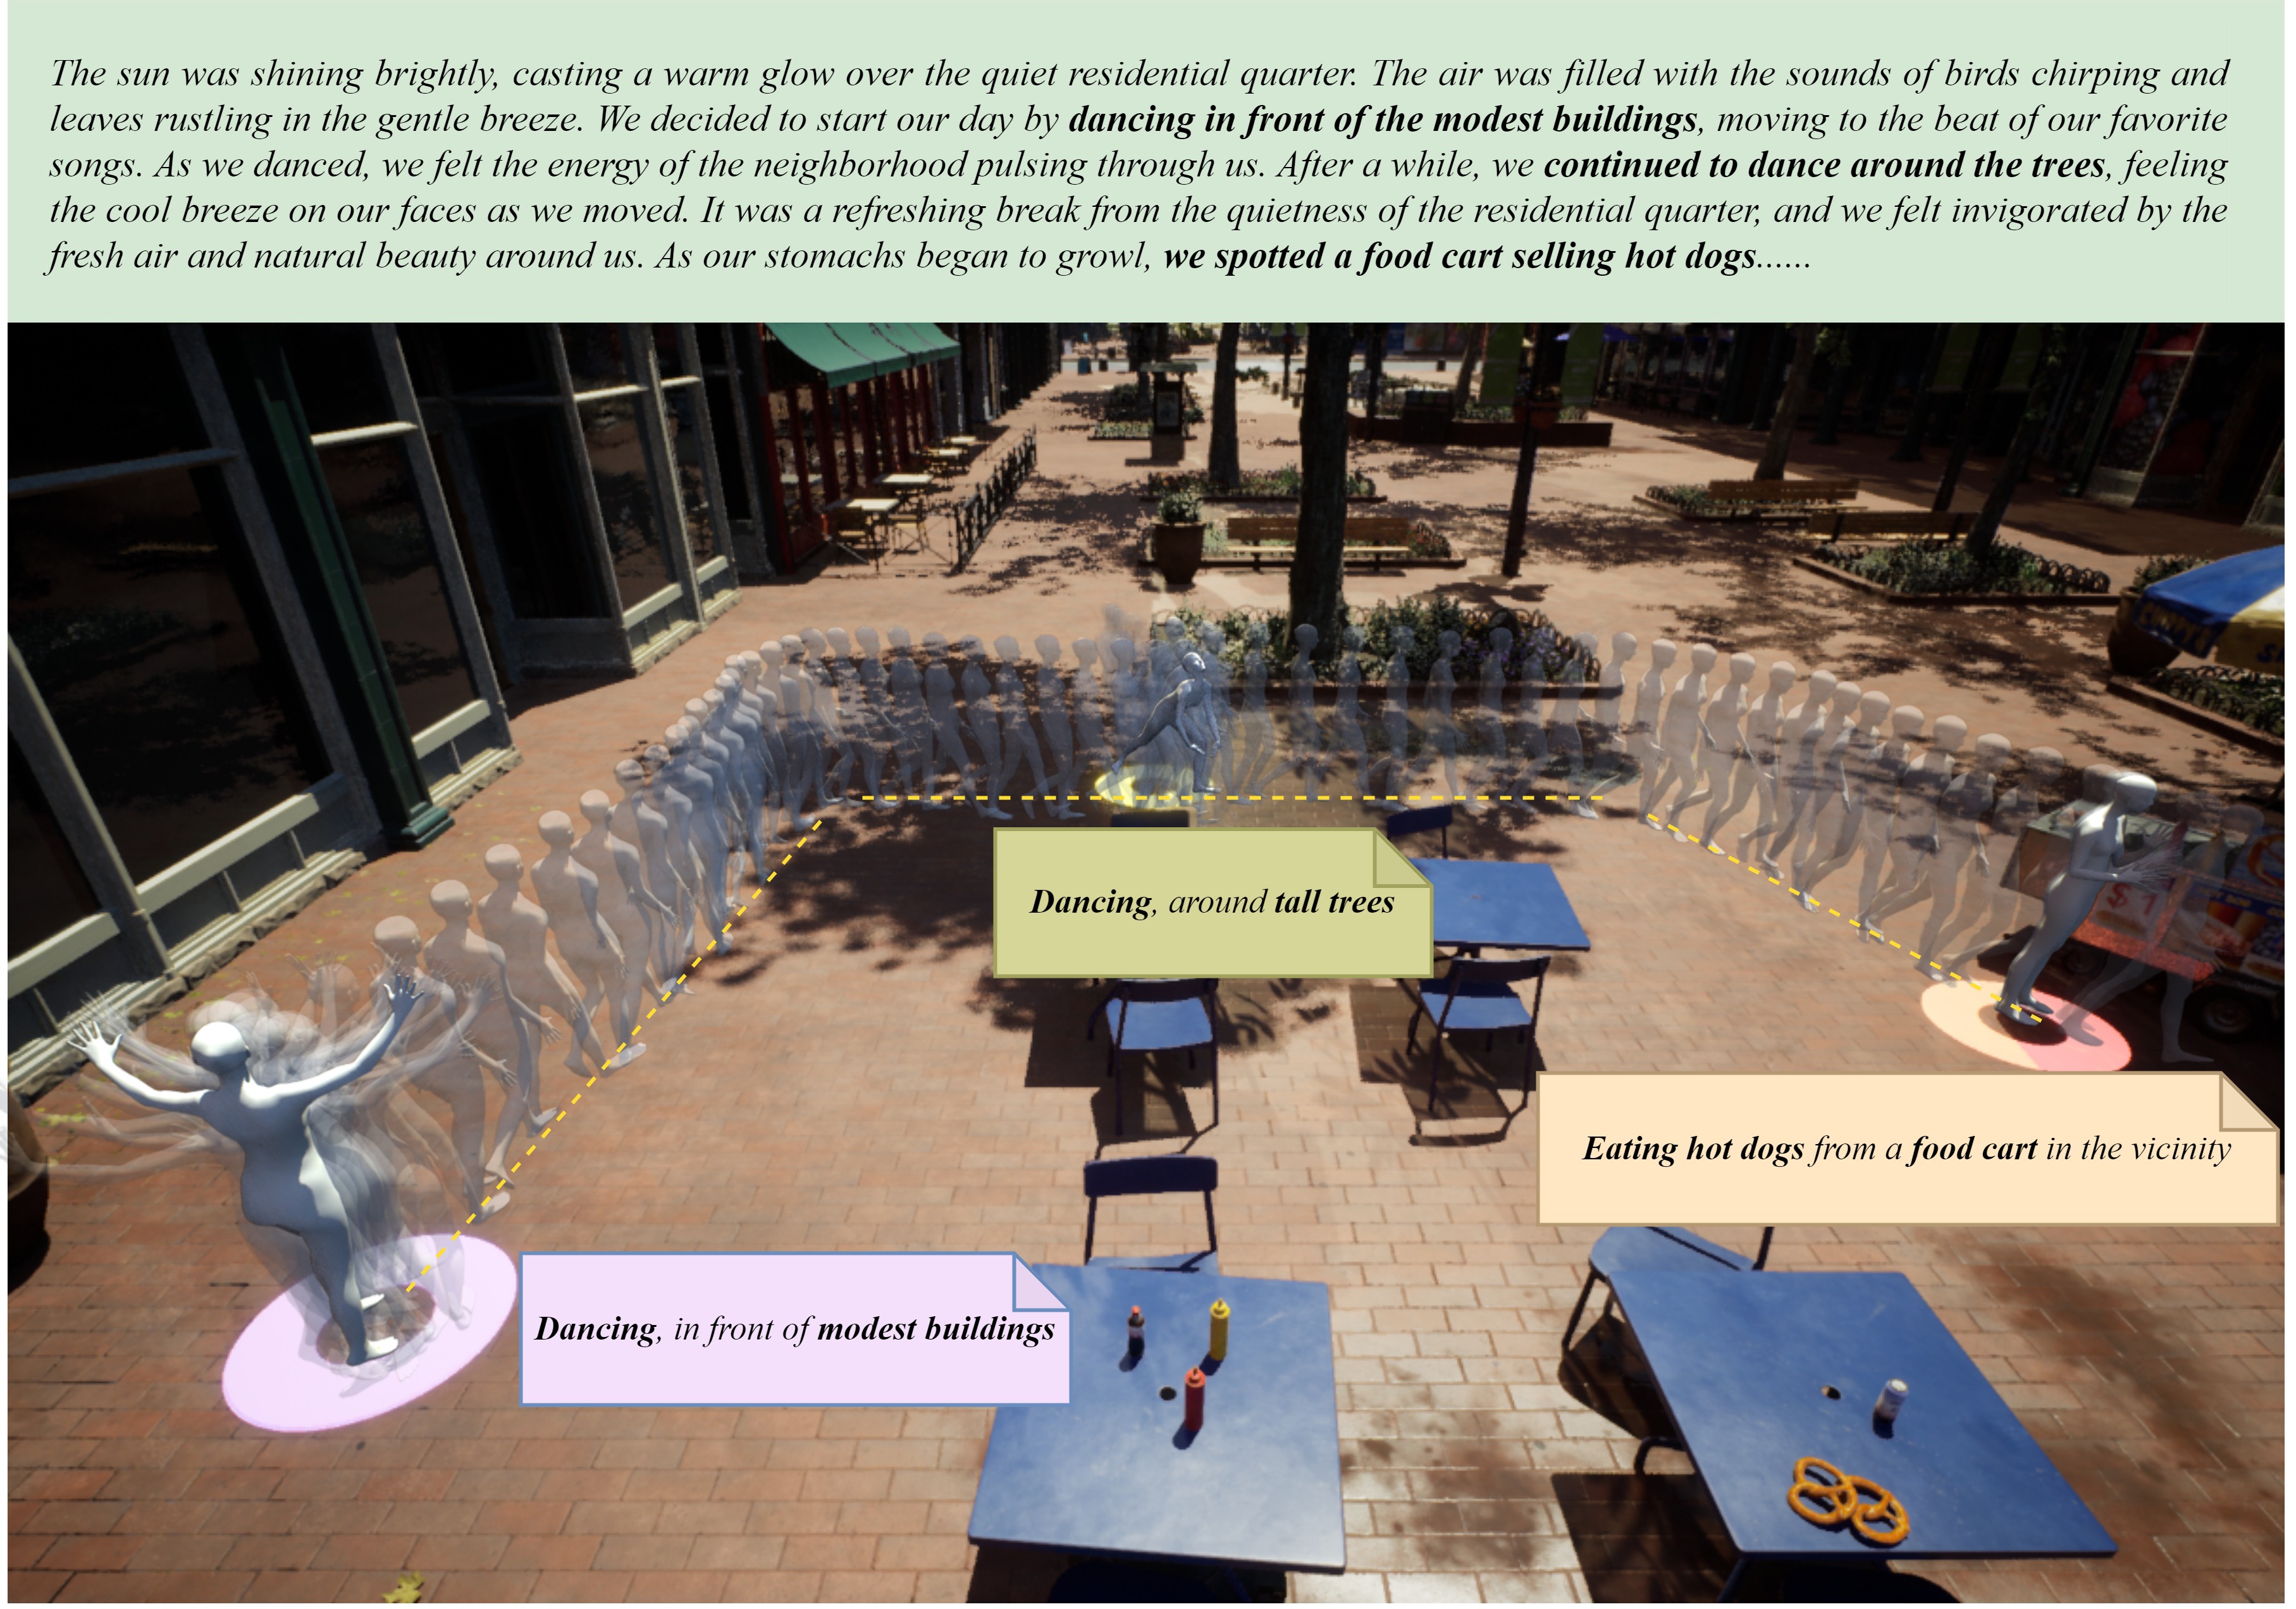 The sun was shining brightly, casting a warm glow over the quiet residential quarter. The air was filled with the sounds of birds chirping and
leaves rustling in the gentle breeze. We decided to start our day by dancing in front of the modest buildings, moving to the beat of our favorite
songs. As we danced, we felt the energy of the neighborhood pulsing through us. After a while, we continued to dance around the trees, feeling
the cool breeze on our faces as we moved. It was a refreshing break from the quietness of the residential quarter, and we felt invigorated by the
fresh air and natural beauty around us. As our stomachs began to growl, we spotted a food cart selling hot dogs......
Dancing, around tall trees
$1
Eating hot dogs from a food cart in the vicinity
Dancing, in front of modest buildings